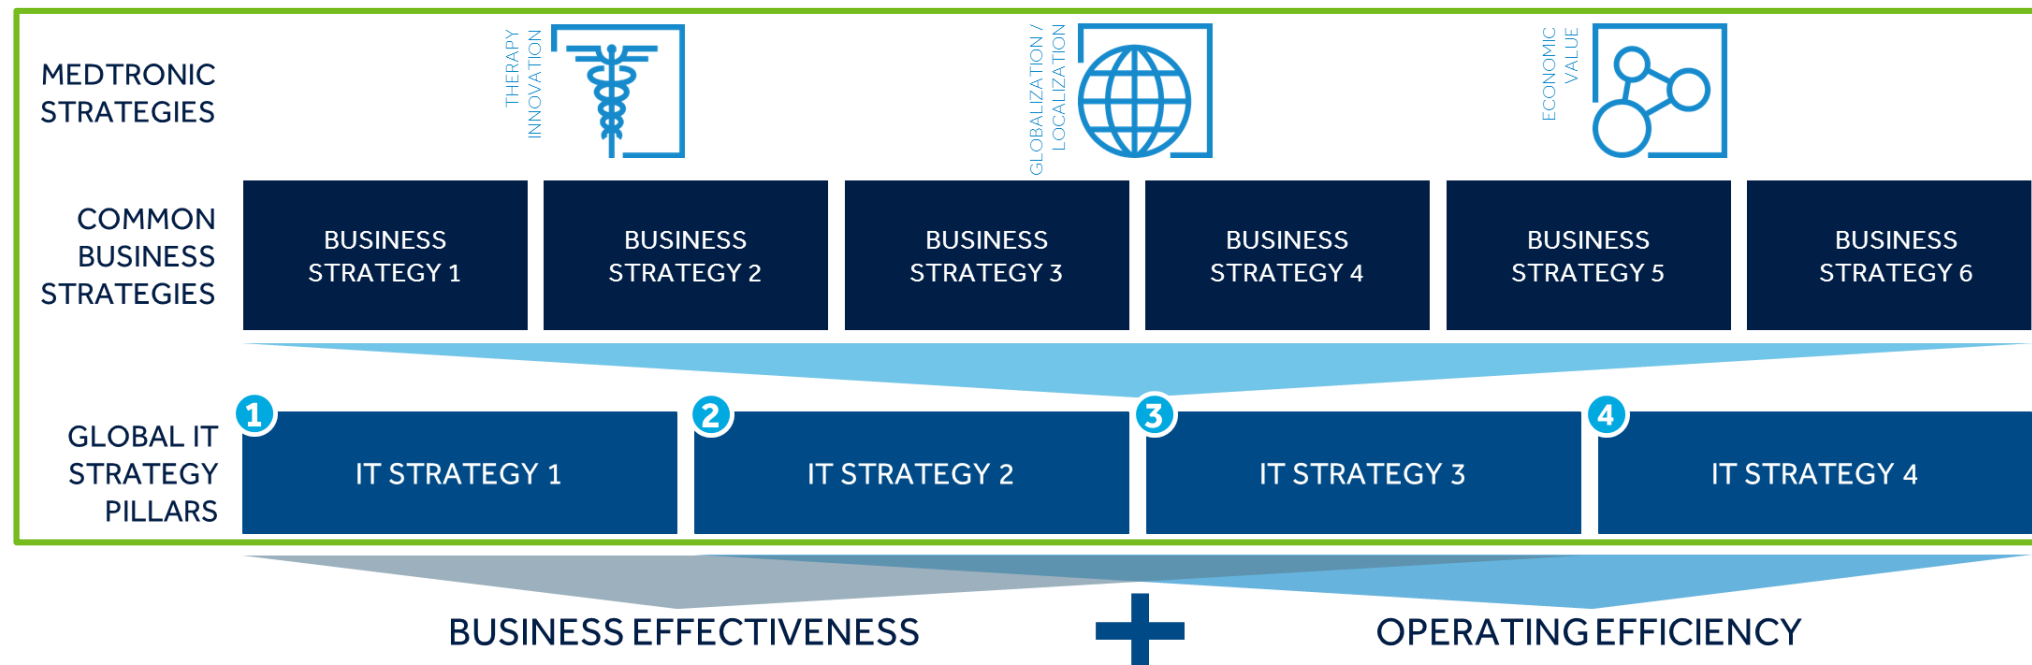 MEDTRONIC
STRATEGIES
THERAPY
INNOVATION
GLOBALIZATION /
LOCALIZATION
ECONOMIC
VALUE
COMMON
BUSINESS
STRATEGIES
BUSINESS
STRATEGY 1
BUSINESS
STRATEGY 2
BUSINESS
STRATEGY 3
BUSINESS
STRATEGY 4
BUSINESS
STRATEGY 5
BUSINESS
STRATEGY 6
GLOBAL IT
STRATEGY
PILLARS
1
IT STRATEGY 1
2
IT STRATEGY 2
3
IT STRATEGY 3
4
IT STRATEGY 4
BUSINESS EFFECTIVENESS
+
OPERATING EFFICIENCY